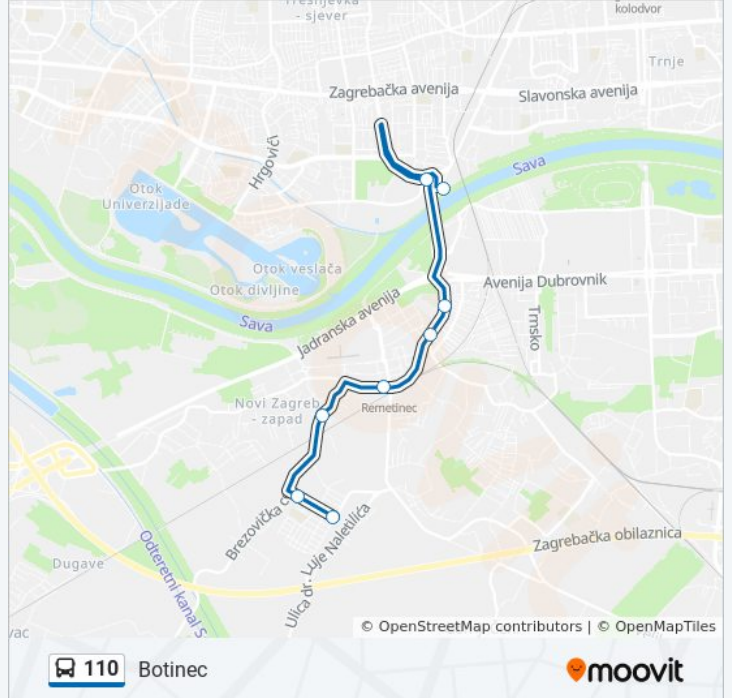 Trešnjevka
- sjever
kolodvor
Trnje
Zagrebačka avenija
Slavonska avenija
Hrgovići
Sava
Otok
Univerzijade
Otok veslača
Otok divljine
Avenija Dubrovnik
Sava
Jadranska avenija
Trnsko
Novi Zagreb
- zapad
Remetinec
Brezovička c
Ulica dr. Luje Naletilića
Zagrebačka obilaznica
Odteretni kanal S
Dugave
vac
© OpenStreetMap contributors | © OpenMapTiles
110 Botinec
moovit